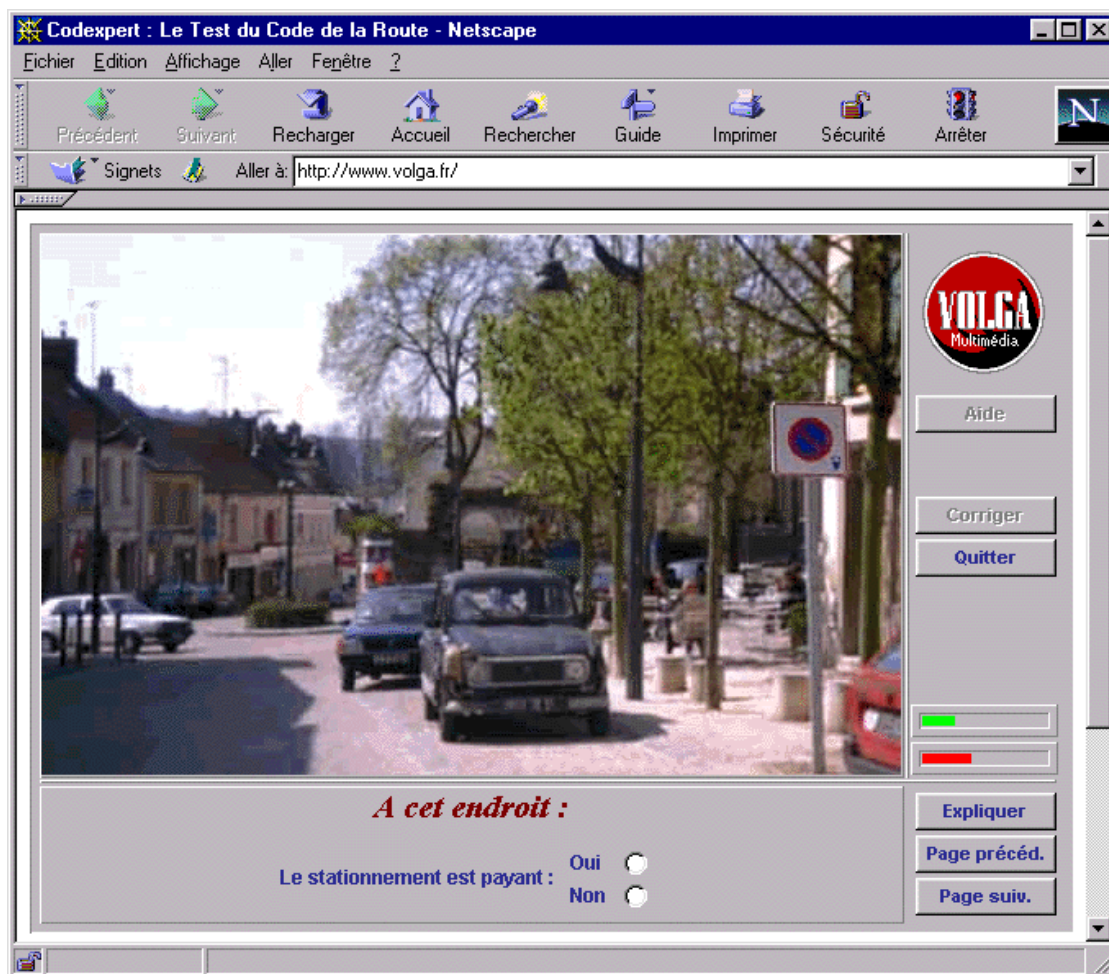 Codexpert : Le Test du Code de la Route - Netscape
Fichier Edition Affichage Aller Fenêtre ?
Précédent Suivant Recharger Accueil Rechercher Guide Imprimer Sécurité Arrêter
N
Signets Aller à: http://www.volga.fr/
VOLGA
Multimédia
Aide
Corriger
Quitter
A cet endroit :
Le stationnement est payant :
Oui
Non
Expliquer
Page précéd.
Page suiv.